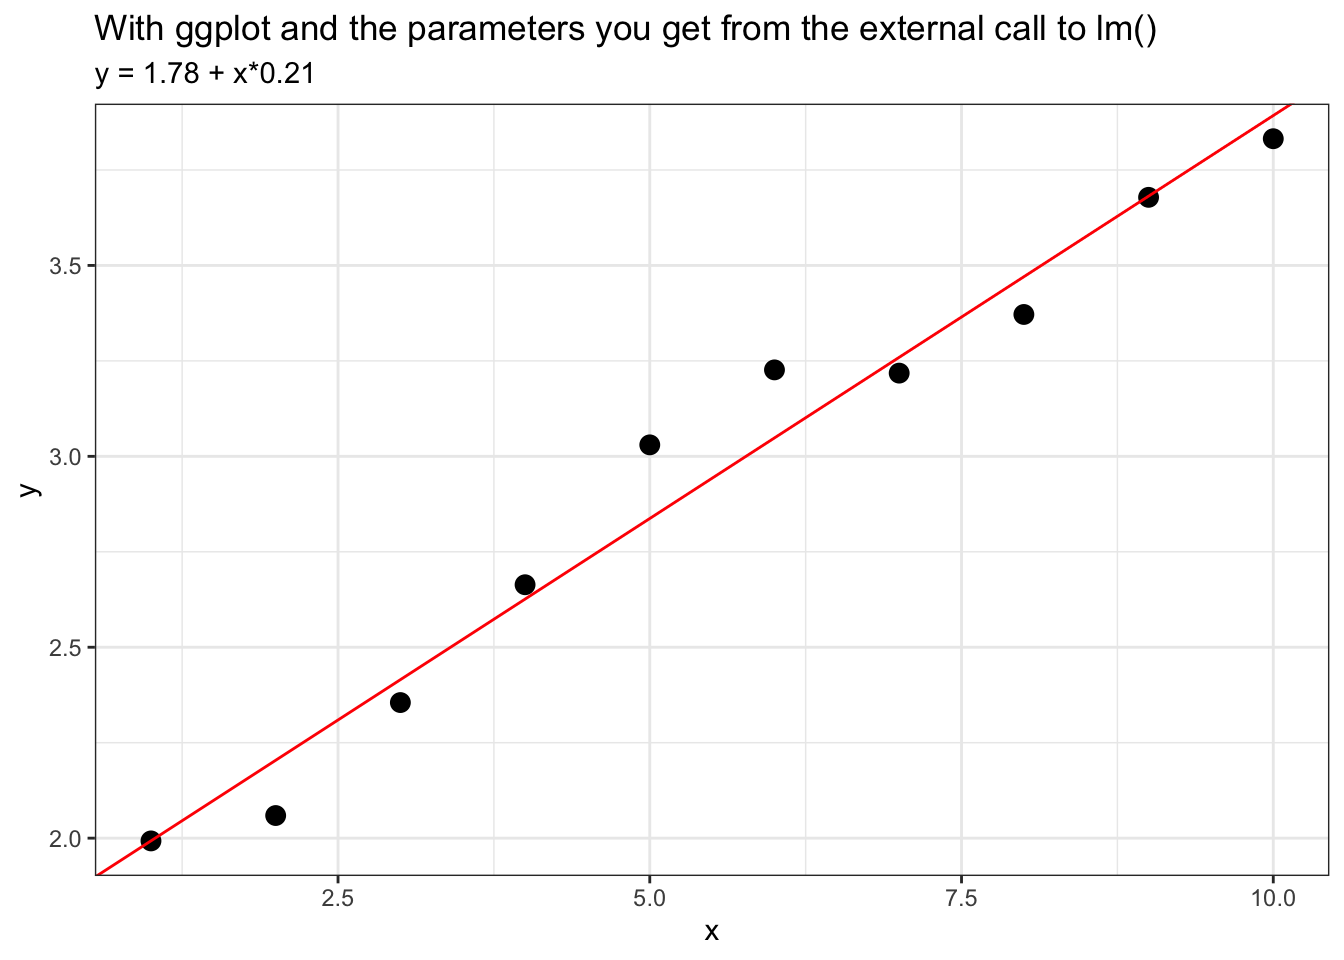 With ggplot and the parameters you get from the external call to lm()
y = 1.78 + x*0.21
3.5
3.0
2.5
2.0
y
2.5 5.0 7.5 10.0
x